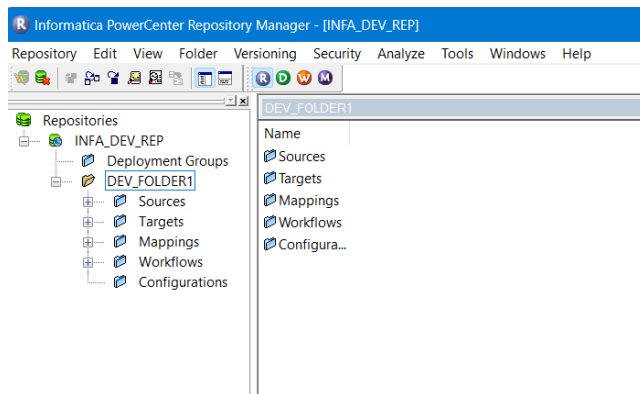 Informatica PowerCenter Repository Manager - [INFA_DEV_REP]
Repository Edit View Folder Versioning Security Analyze Tools Windows Help
R D W M
Repositories
INFA_DEV_REP
Deployment Groups
DEV_FOLDER1
Sources
Targets
Mappings
Workflows
Configurations
DEV_FOLDER1
Name
Sources
Targets
Mappings
Workflows
Configura...